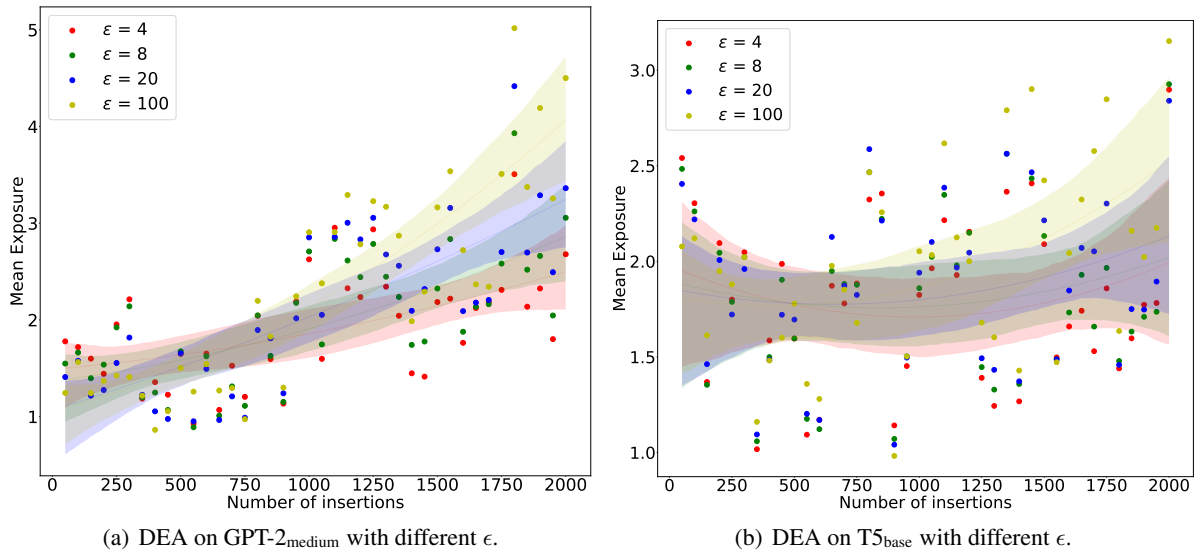 ε = 4
ε = 8
ε = 20
ε = 100
5
4
3
2
1
Mean Exposure
0 250 500 750 1000 1250 1500 1750 2000
Number of insertions
(a) DEA on GPT-2medium with different ϵ.
ε = 4
ε = 8
ε = 20
ε = 100
3.0
2.5
2.0
1.5
1.0
Mean Exposure
0 250 500 750 1000 1250 1500 1750 2000
Number of insertions
(b) DEA on T5base with different ϵ.